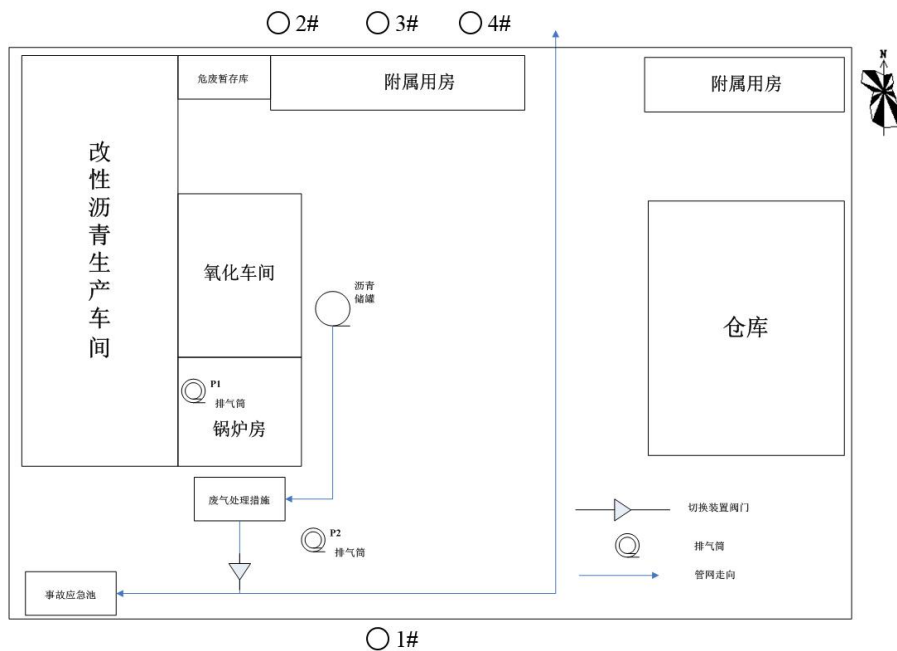 2#
3#
4#
N
危废暂存库
附属用房
附属用房
改性沥青生产车间
氧化车间
沥青
储罐
仓库
P1
排气筒
锅炉房
废气处理措施
P2
排气筒
切换装置阀门
排气筒
管网走向
事故应急池
1#